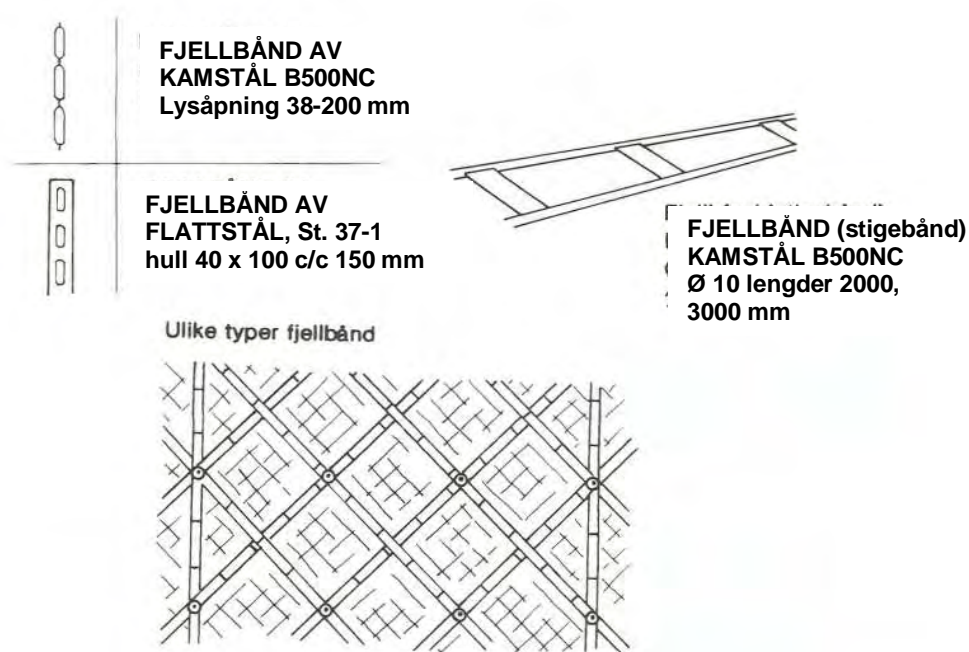 FJELLBÅND AV
KAMSTÅL B500NC
Lysåpning 38-200 mm
FJELLBÅND AV
FLATTSTÅL, St. 37-1
hull 40 x 100 c/c 150 mm
FJELLBÅND (stigebånd)
KAMSTÅL B500NC
Ø 10 lengder 2000,
3000 mm
Ulike typer fjellbånd